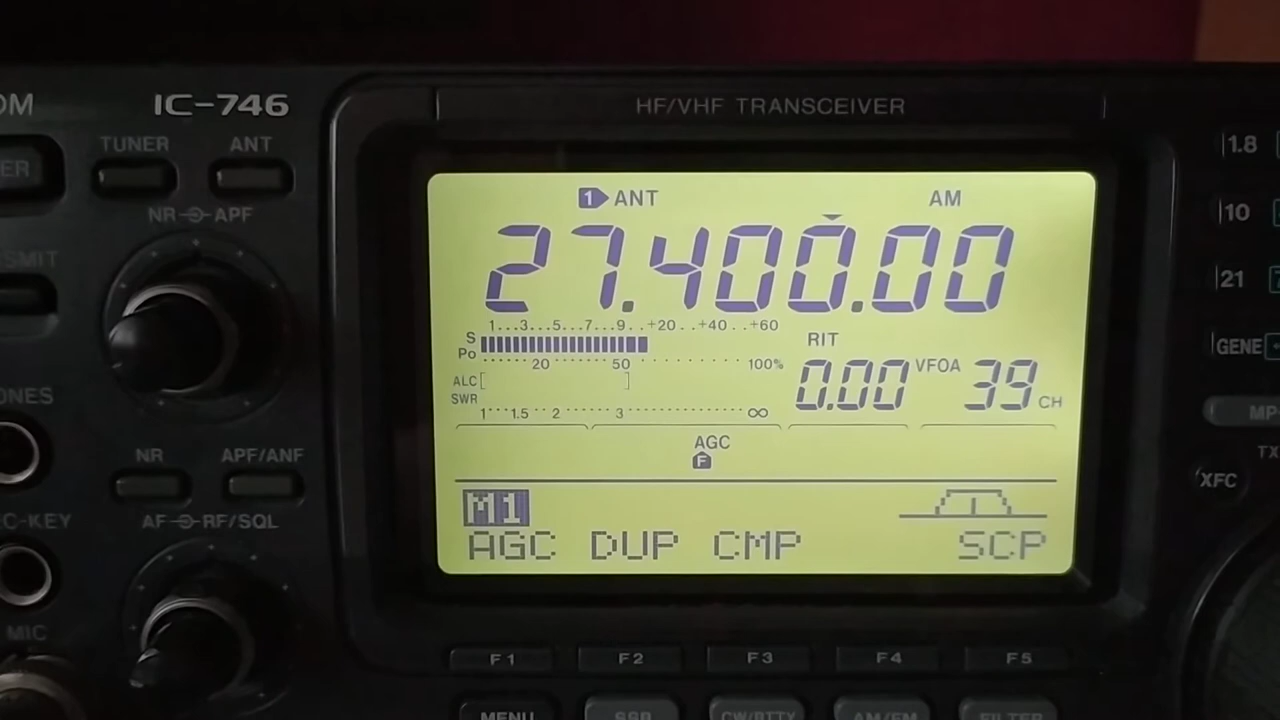 OM IC-746 HF/VHF TRANSCEIVER
TUNER ANT
ER
NR APF
SMIT
ONES
NR APF/ANF
C-KEY AF RF/SQL
MIC
1 ANT AM
27.400.00
1...3...5...7...9..+20..+40..+60
S
Po
20 50 100%
RIT
0.00 VFOA 39 CH
ALC
SWR
1 1.5 2 3 ∞
AGC
F
M1
AGC DUP CMP SCP
F1 F2 F3 F4 F5
MENU SSB CW/RTTY AM/FM FILTER
1.8
10
21
GENE
MP
TX
XFC